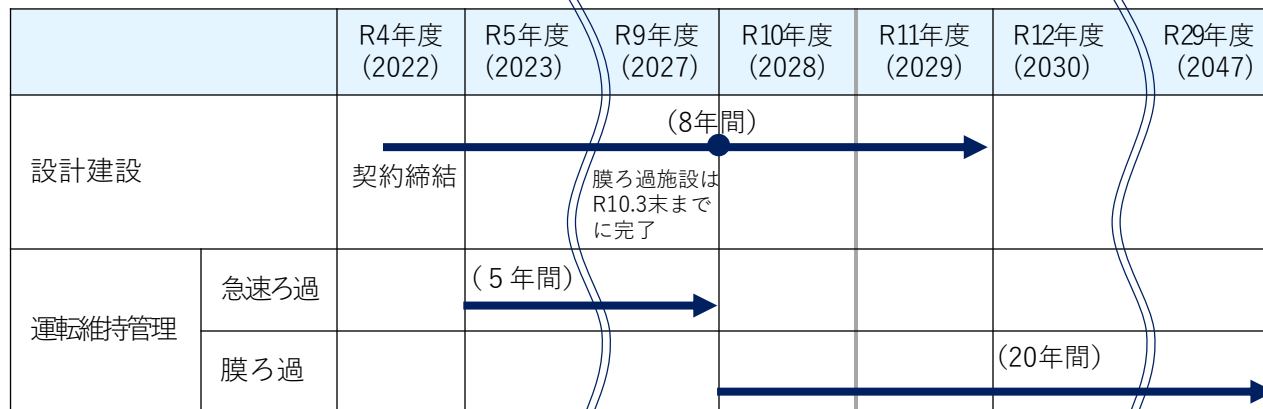 R4年度
(2022)
R5年度
(2023)
R9年度
(2027)
R10年度
(2028)
R11年度
(2029)
R12年度
(2030)
R29年度
(2047)
設計建設
契約締結
(8年間)
膜ろ過施設は
R10.3末まで
に完了
運転維持管理
急速ろ過
(５年間)
膜ろ過
(20年間)